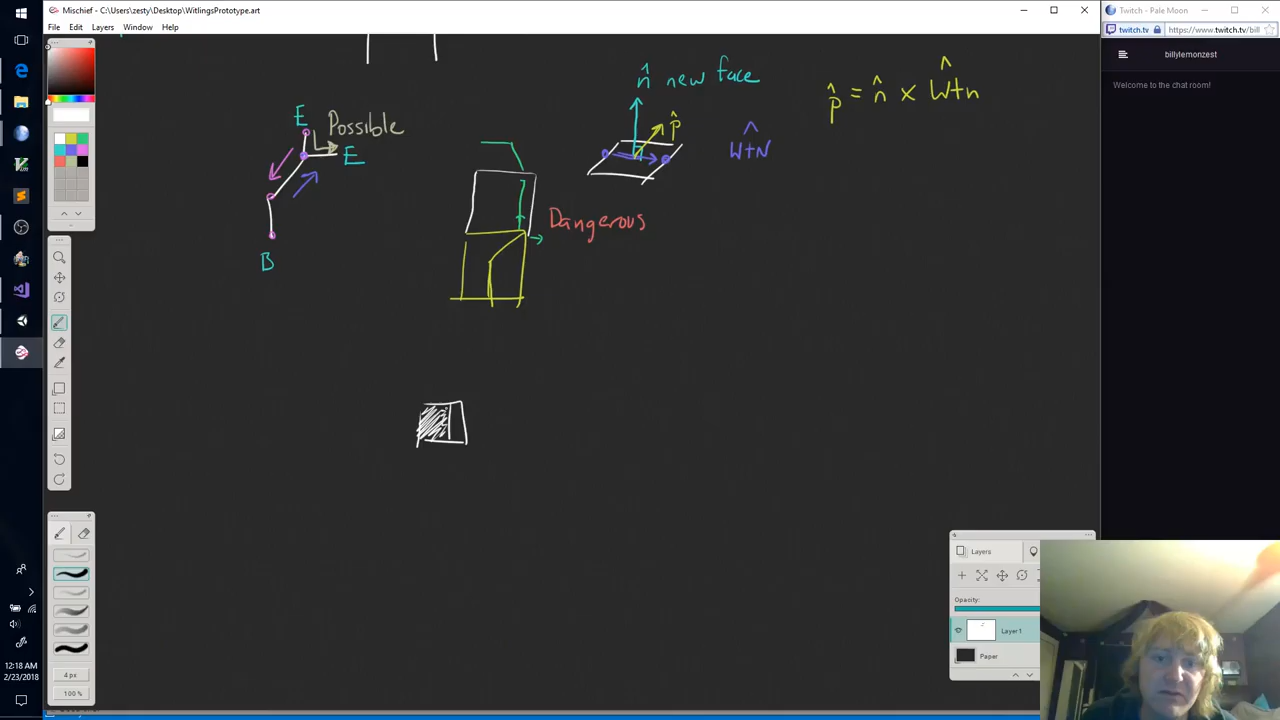 Mischief - C:\Users\zesty\Desktop\WitlingsPrototype.art
File Edit Layers Window Help
Twitch - Pale Moon
twitch.tv https://www.twitch.tv/bill
billylemonzest
Welcome to the chat room!
n̂ new face
p̂ = n̂ × Ŵtn
E
Possible
E
p̂
ŴtN
Dangerous
B
4 px
100 %
Layers
Opacity:
Layer1
Paper
12:18 AM
2/23/2018